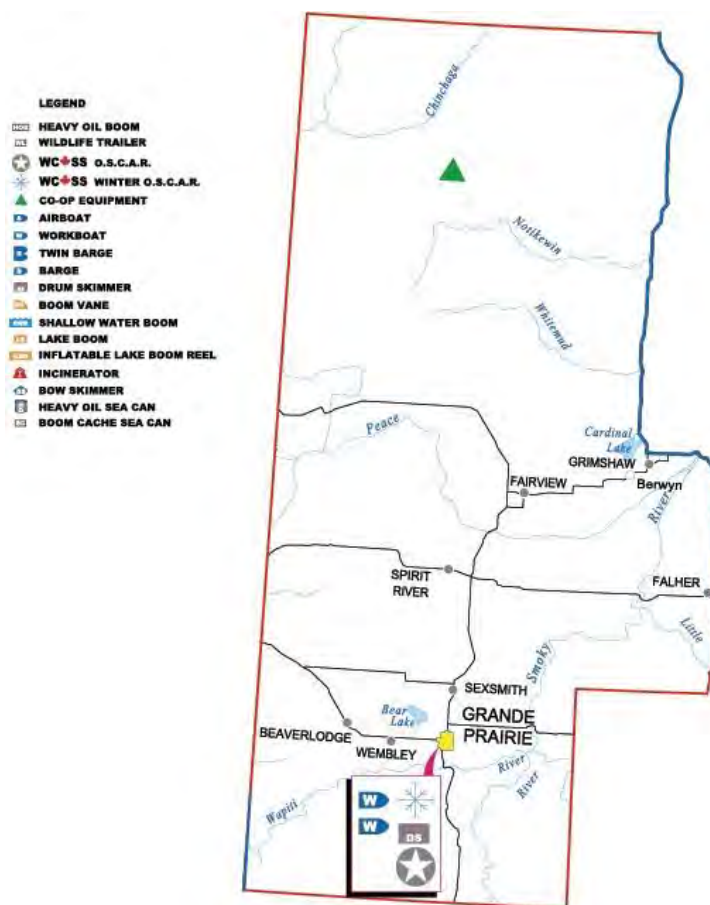 LEGEND
HEAVY OIL BOOM
WILDLIFE TRAILER
WC SS O.S.C.A.R.
WC SS WINTER O.S.C.A.R.
CO-OP EQUIPMENT
AIRBOAT
WORKBOAT
TWIN BARGE
BARGE
DRUM SKIMMER
BOOM VANE
SHALLOW WATER BOOM
LAKE BOOM
INFLATABLE LAKE BOOM REEL
INCINERATOR
BOW SKIMMER
HEAVY OIL SEA CAN
BOOM CACHE SEA CAN
Chinchaga
Notikewin
Whitemud
Peace
Cardinal
Lake
GRIMSHAW
Berwyn
FAIRVIEW
River
SPIRIT
RIVER
FALHER
Little
Smoky
SEXSMITH
Bear
Lake
GRANDE
PRAIRIE
BEAVERLODGE
WEMBLEY
River
River
Wapiti
W
W
DS